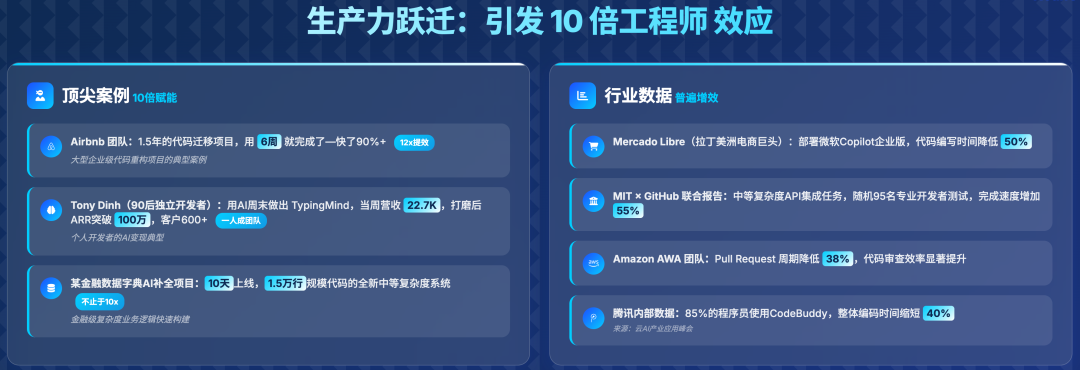 生产力跃迁：引发 10 倍工程师 效应
顶尖案例 10倍赋能
Airbnb 团队：1.5年的代码迁移项目，用 6周 就完成了—快了90%+ 12x提效
大型企业级代码重构项目的典型案例
Tony Dinh（90后独立开发者）：用AI周末做出 TypingMind，当周营收 22.7K，打磨后
ARR突破 100万，客户600+ 一人成团队
个人开发者的AI变现典型
某金融数据字典AI补全项目：10天上线，1.5万行规模代码的全新中等复杂度系统
不止于10x
金融级复杂度业务逻辑快速构建
行业数据 普遍增效
Mercado Libre（拉丁美洲电商巨头）：部署微软Copilot企业版，代码编写时间降低 50%
MIT × GitHub 联合报告：中等复杂度API集成任务，随机95名专业开发者测试，完成速度增加
55%
aws
Amazon AWA 团队：Pull Request 周期降低 38%，代码审查效率显著提升
腾讯内部数据：85%的程序员使用CodeBuddy，整体编码时间缩短 40%
来源：云AI产业应用峰会